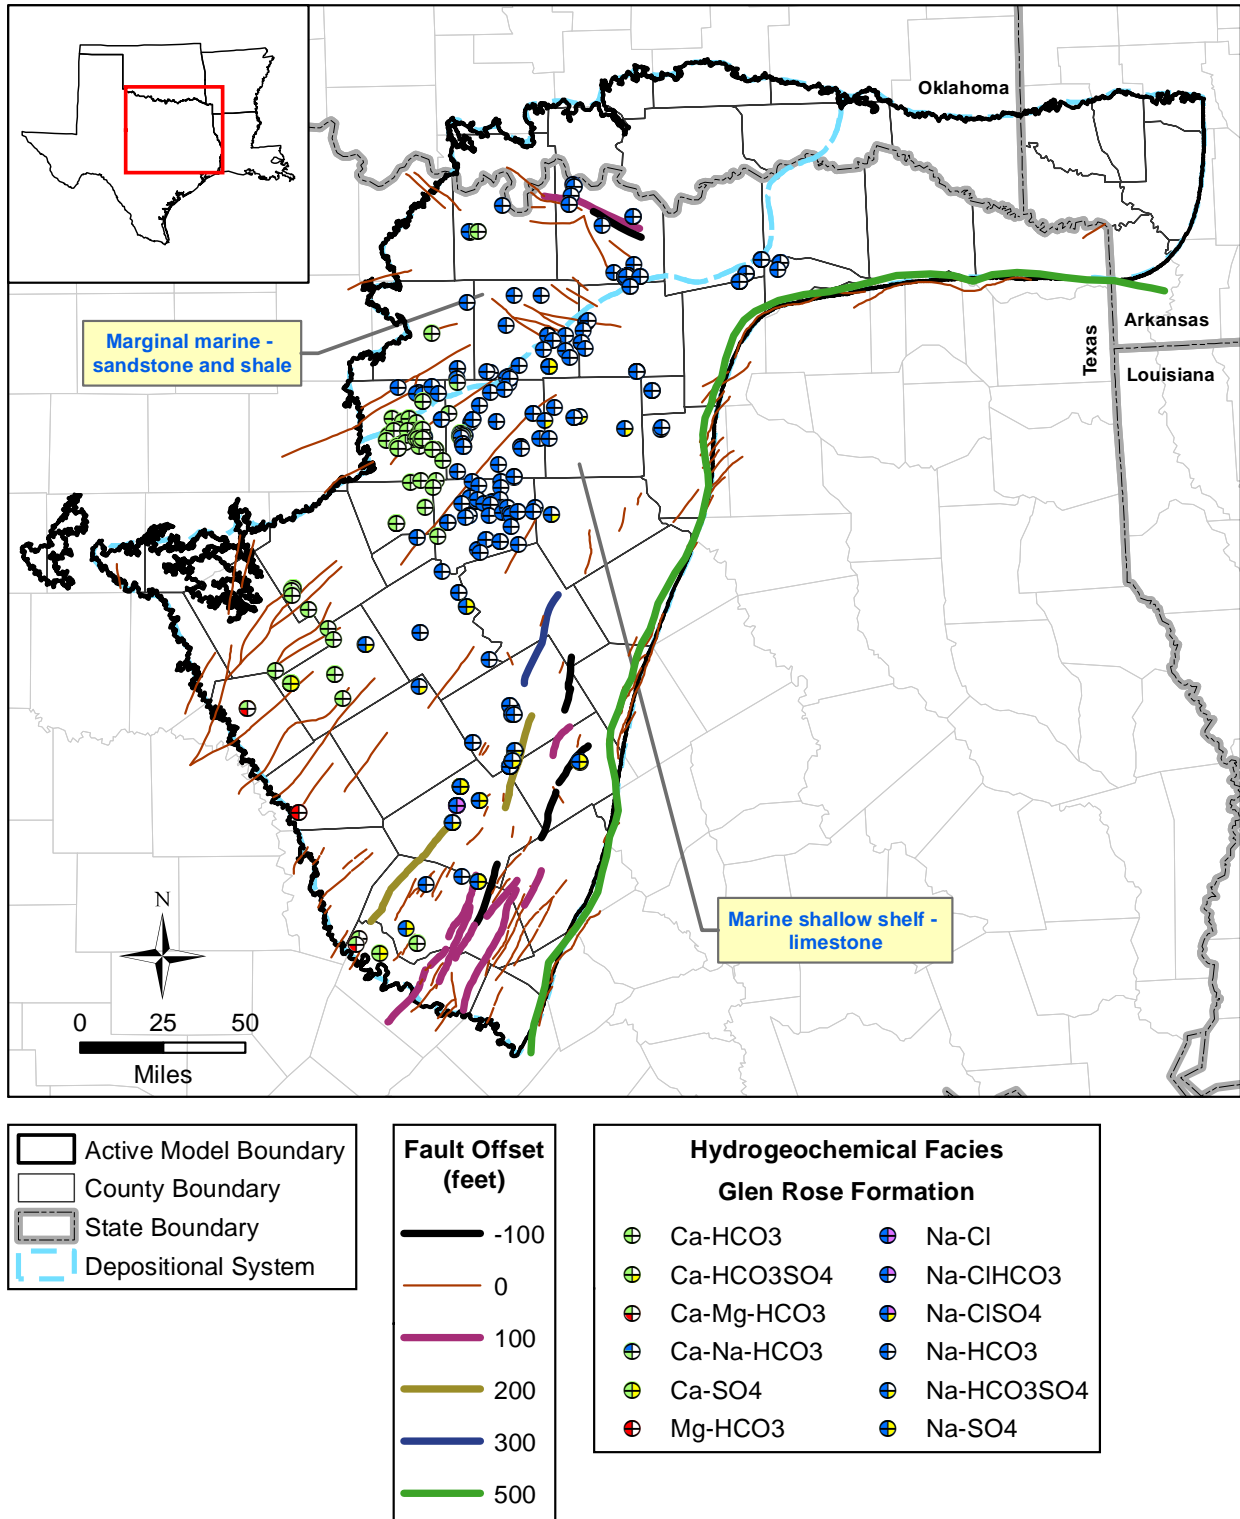 Oklahoma
Marginal marine -
sandstone and shale
Texas
Arkansas
Louisiana
Marine shallow shelf -
limestone
N
0 25 50
Miles
Active Model Boundary
County Boundary
State Boundary
Depositional System
Fault Offset
(feet)
-100
0
100
200
300
500
Hydrogeochemical Facies
Glen Rose Formation
Ca-HCO3
Ca-HCO3SO4
Ca-Mg-HCO3
Ca-Na-HCO3
Ca-SO4
Mg-HCO3
Na-Cl
Na-ClHCO3
Na-ClSO4
Na-HCO3
Na-HCO3SO4
Na-SO4